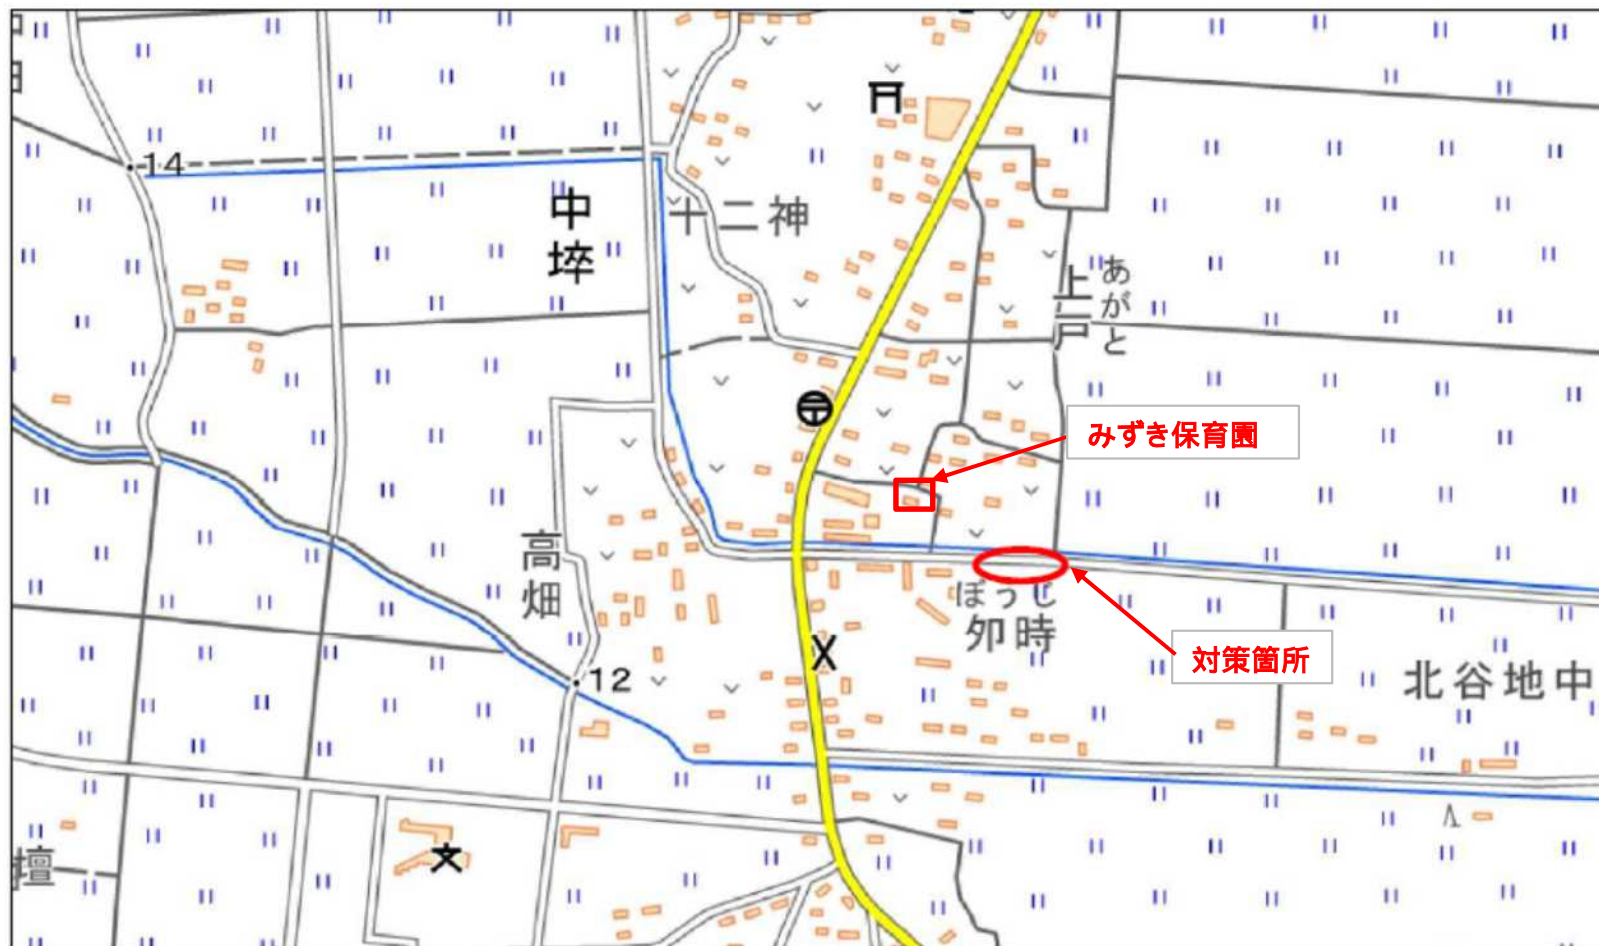 14
中埣
十二神
あがと
上戸
みずき保育園
高畑
ぼうじ
夘時
対策箇所
12
北谷地中
壇